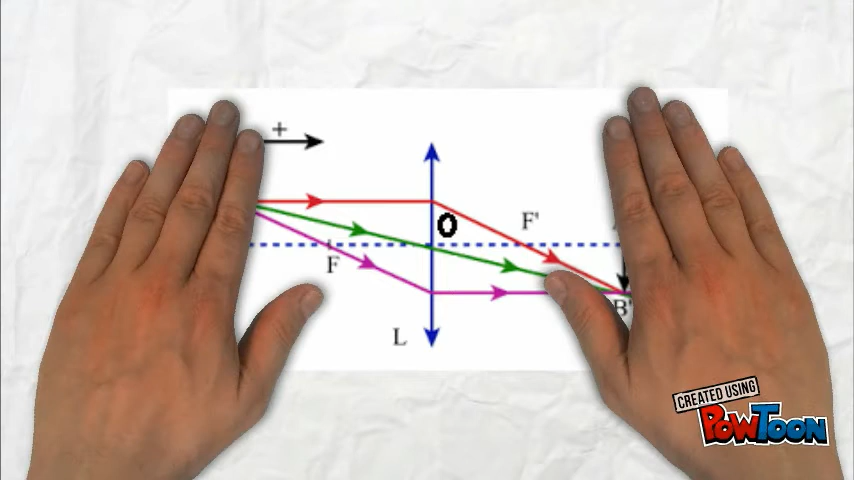 +
O
F'
F
B'
L
CREATED USING
POWTOON